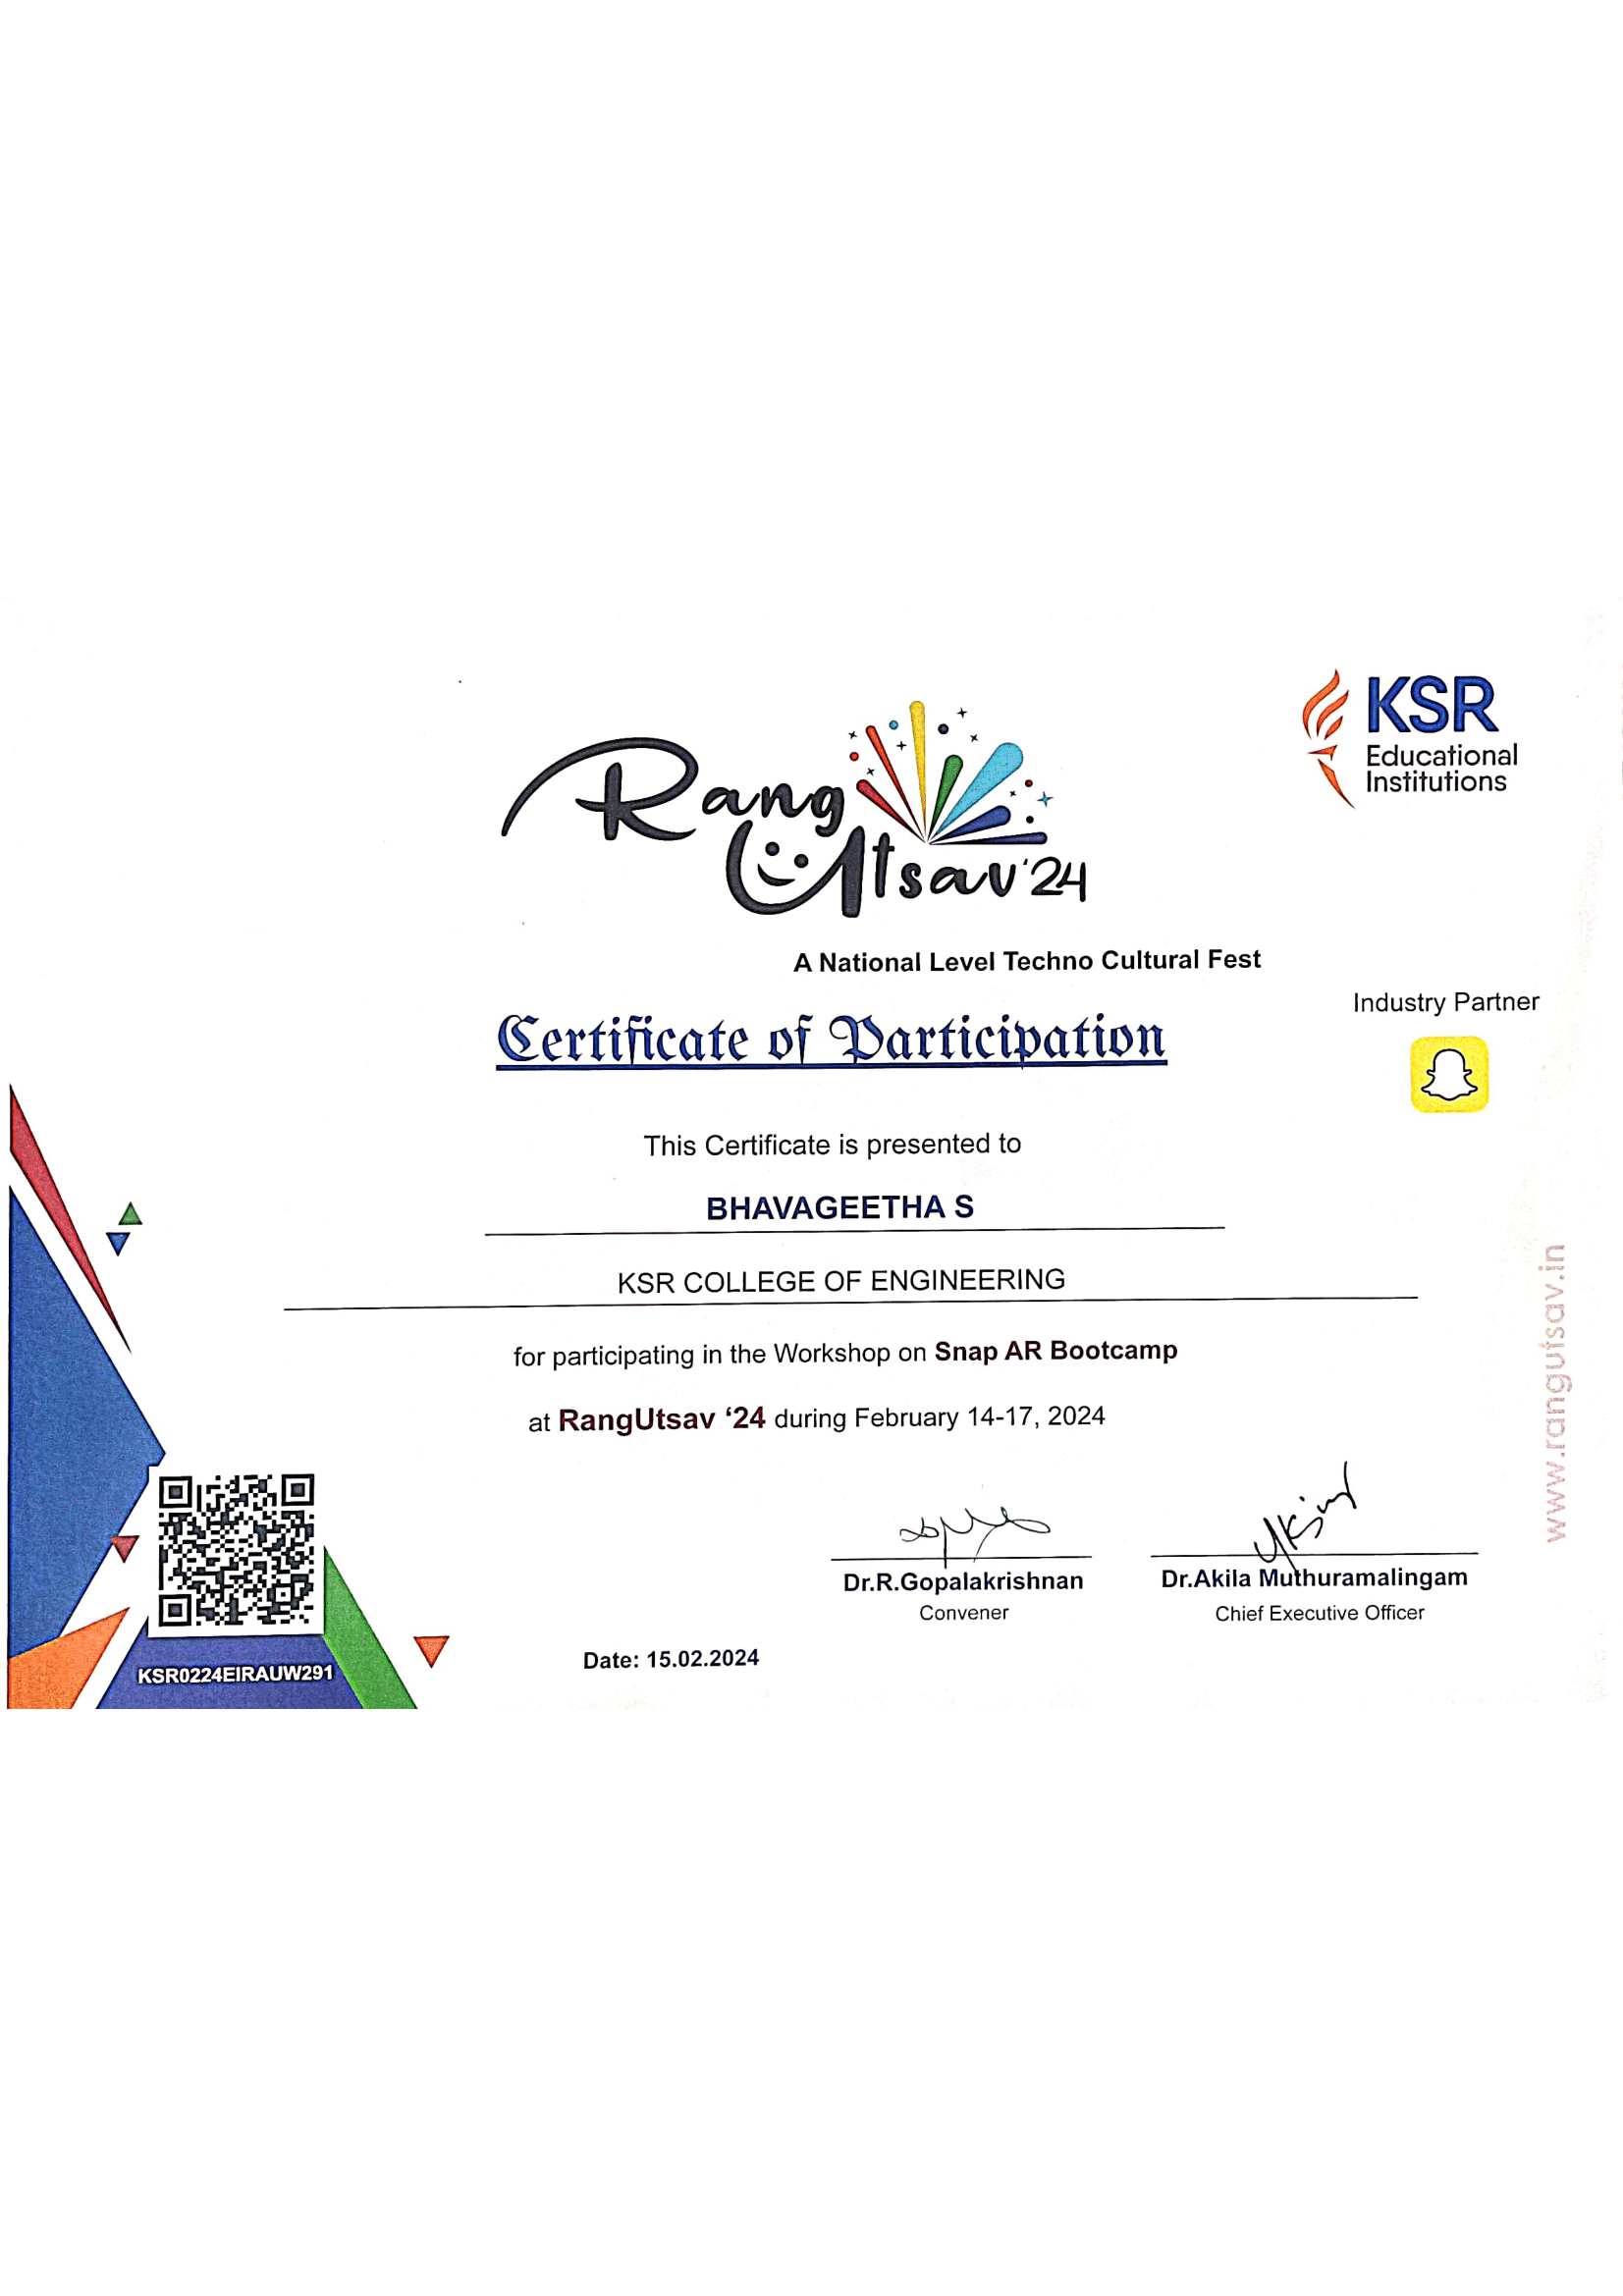 Rang
Utsav'24
KSR
Educational
Institutions
A National Level Techno Cultural Fest
Industry Partner
Certificate of Participation
This Certificate is presented to
BHAVAGEETHA S
KSR COLLEGE OF ENGINEERING
for participating in the Workshop on Snap AR Bootcamp
at RangUtsav ‘24 during February 14-17, 2024
www.rangutsav.in
Dr.R.Gopalakrishnan
Convener
Dr.Akila Muthuramalingam
Chief Executive Officer
Date: 15.02.2024
KSR0224EIRAUW291